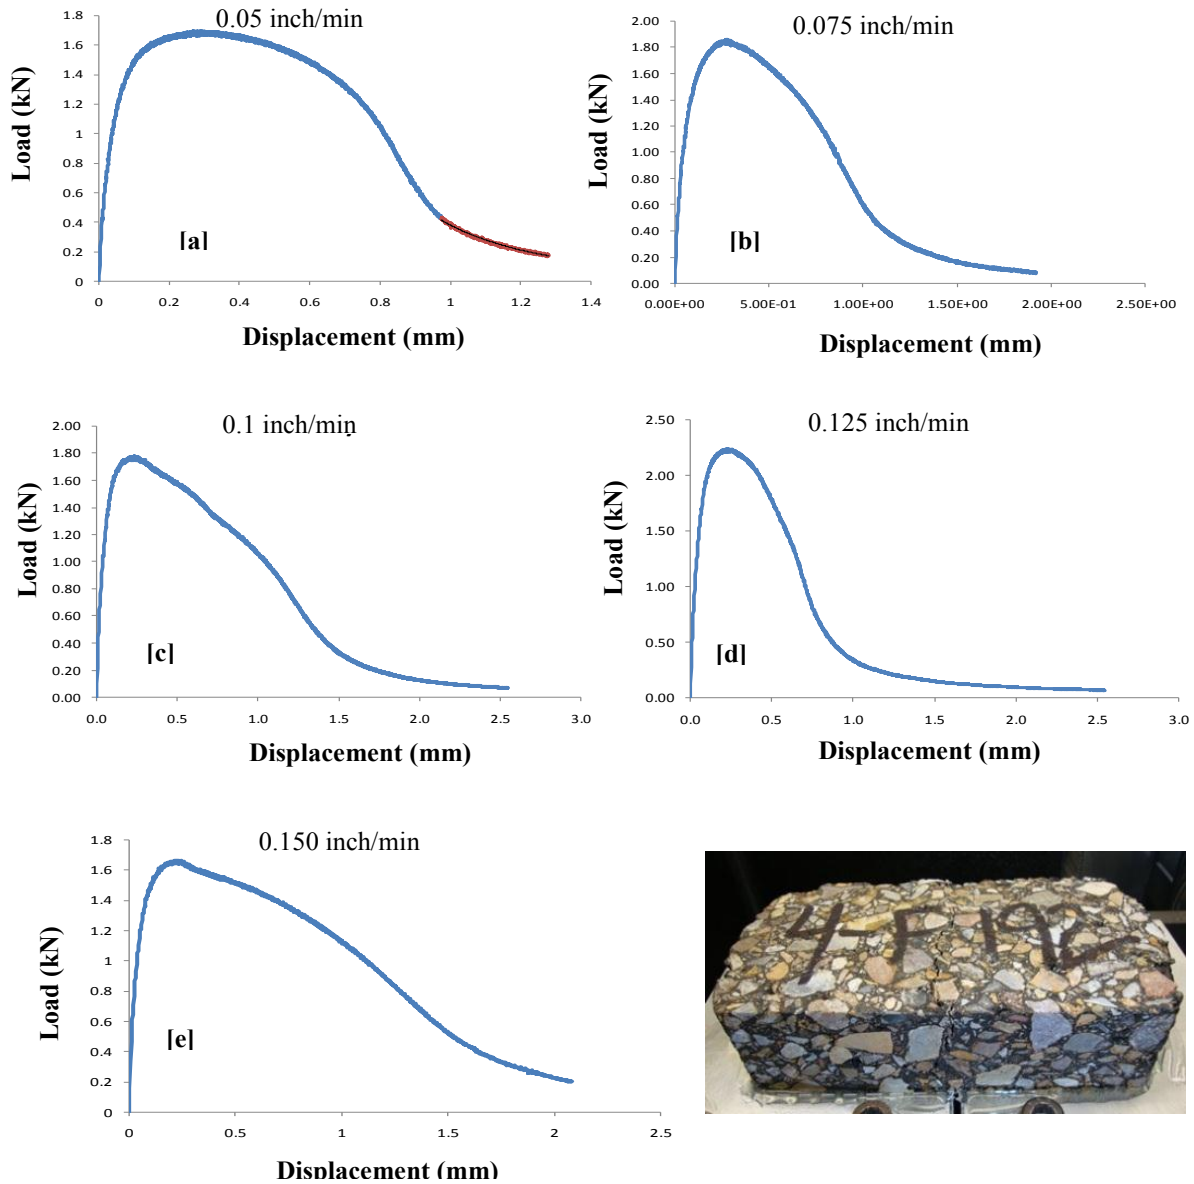 0.05 inch/min
1.8
1.6
1.4
1.2
1
0.8
0.6
0.4
0.2
0
Load (kN)
[a]
0 0.2 0.4 0.6 0.8 1 1.2 1.4
Displacement (mm)
0.075 inch/min
2.00
1.80
1.60
1.40
1.20
1.00
0.80
0.60
0.40
0.20
0.00
Load (kN)
[b]
0.00E+00 5.00E-01 1.00E+00 1.50E+00 2.00E+00 2.50E+00
Displacement (mm)
0.1 inch/min
2.00
1.80
1.60
1.40
1.20
1.00
0.80
0.60
0.40
0.20
0.00
Load (kN)
[c]
0.0 0.5 1.0 1.5 2.0 2.5 3.0
Displacement (mm)
0.125 inch/min
2.50
2.00
1.50
1.00
0.50
0.00
Load (kN)
[d]
0.0 0.5 1.0 1.5 2.0 2.5 3.0
Displacement (mm)
0.150 inch/min
1.8
1.6
1.4
1.2
1
0.8
0.6
0.4
0.2
0
Load (kN)
[e]
0 0.5 1 1.5 2 2.5
Displacement (mm)